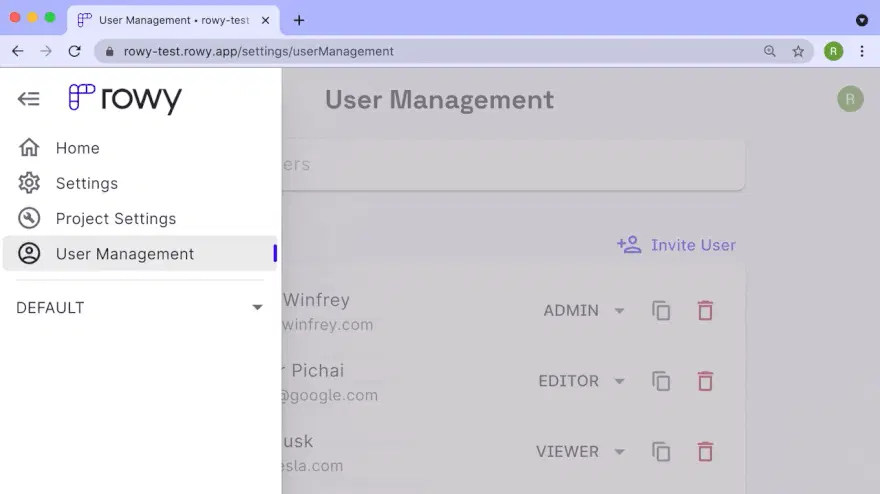 User Management • rowy-test
rowy-test.rowy.app/settings/userManagement
R
rowy
User Management
R
Home
Settings
Project Settings
User Management
DEFAULT
ers
Invite User
Winfrey
winfrey.com
ADMIN
r Pichai
@google.com
EDITOR
usk
esla.com
VIEWER